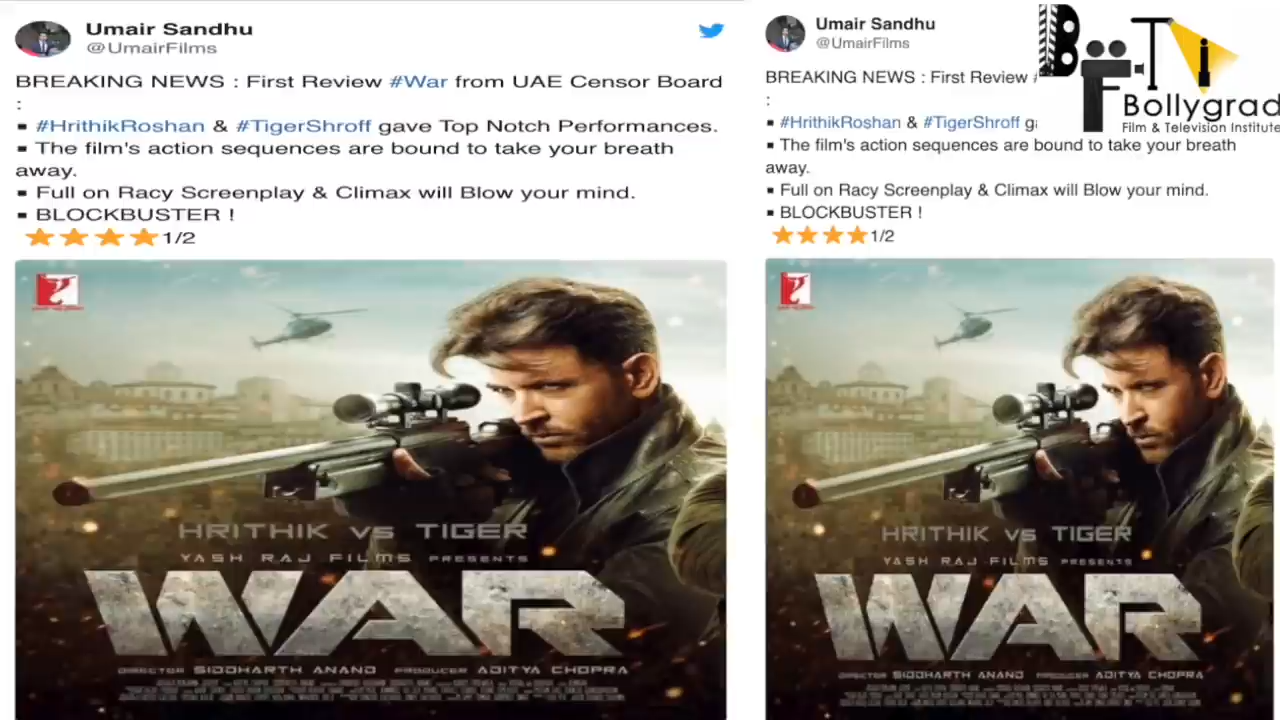 Umair Sandhu
@UmairFilms
BREAKING NEWS : First Review #War from UAE Censor Board
:
▪ #HrithikRoshan & #TigerShroff gave Top Notch Performances.
▪ The film's action sequences are bound to take your breath
away.
▪ Full on Racy Screenplay & Climax will Blow your mind.
▪ BLOCKBUSTER !
1/2
HRITHIK vs TIGER
YASH RAJ FILMS PRESENTS
WAR
DIRECTOR SIDDHARTH ANAND PRODUCER ADITYA CHOPRA
Umair Sandhu
@UmairFilms
BREAKING NEWS : First Review
:
▪ #HrithikRoshan & #TigerShroff
▪ The film's action sequences are bound to take your breath
away.
▪ Full on Racy Screenplay & Climax will Blow your mind.
▪ BLOCKBUSTER !
1/2
HRITHIK vs TIGER
YASH RAJ FILMS PRESENTS
WAR
DIRECTOR SIDDHARTH ANAND PRODUCER ADITYA CHOPRA
BFTi
Bollygrad
Film & Television Institute